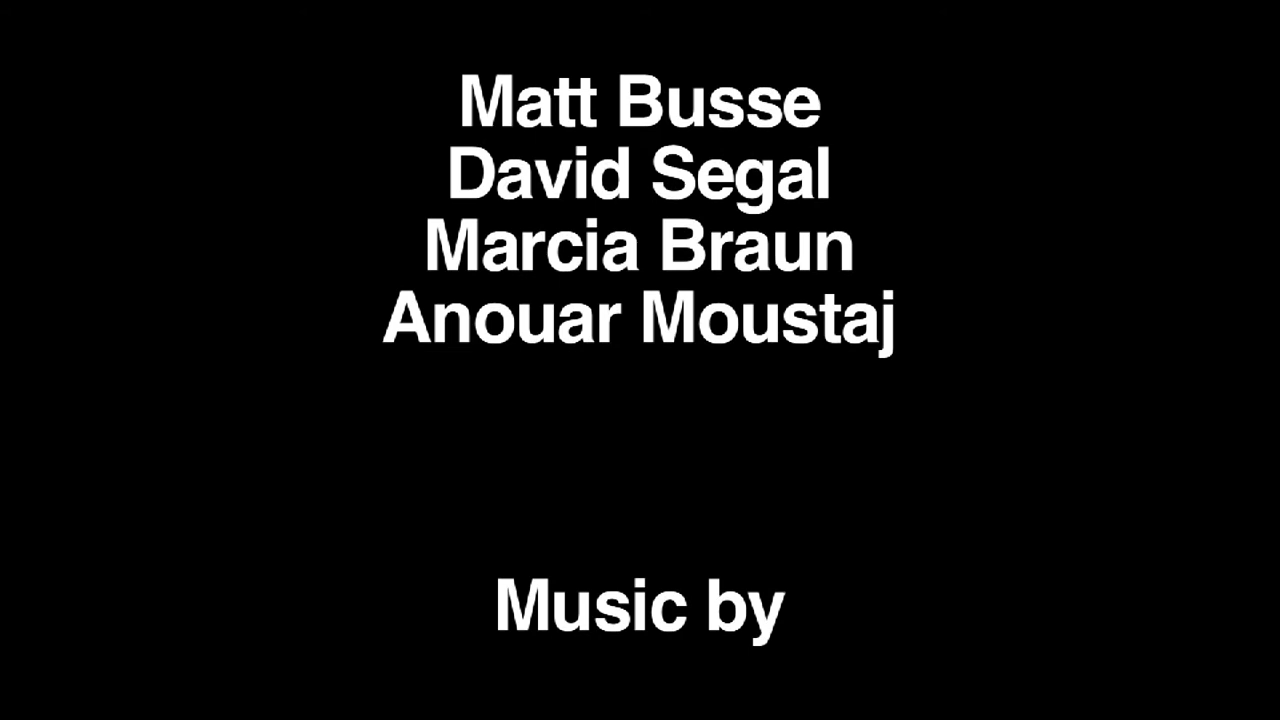 Matt Busse
David Segal
Marcia Braun
Anouar Moustaj
Music by